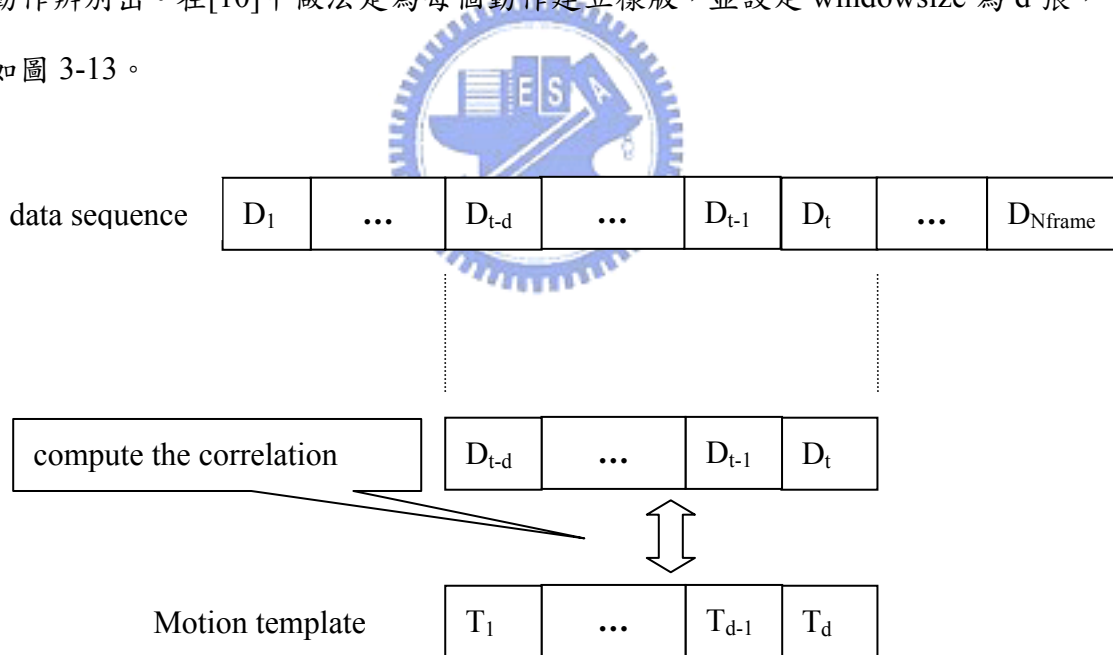 動作辨別出。在[10]中做法是為每個動作建立樣版，並設定 windowsize 為 d 張，
如圖 3-13。
E S
data sequence D1 ... Dt-d ... Dt-1 Dt ... DNframe
compute the correlation Dt-d ... Dt-1 Dt
Motion template T1 ... Td-1 Td